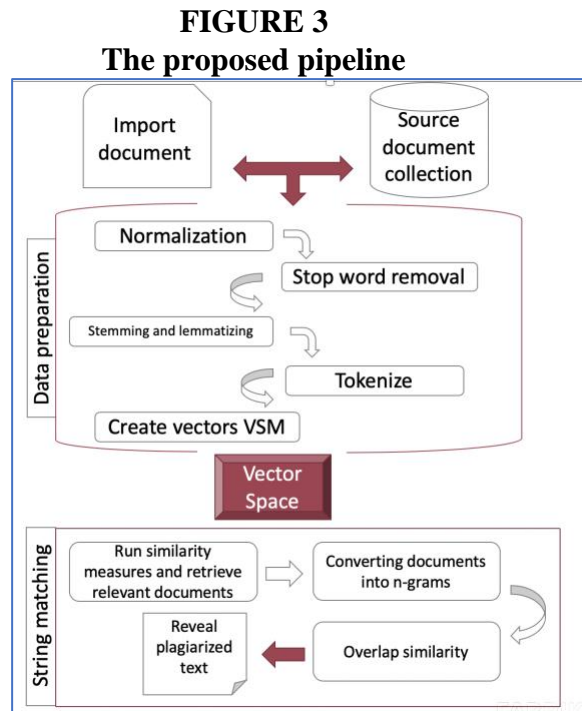 FIGURE 3
The proposed pipeline
Import
document
Source
document
collection
Data preparation
Normalization
Stop word removal
Stemming and lemmatizing
Tokenize
Create vectors VSM
Vector
Space
String matching
Run similarity
measures and retrieve
relevant documents
Converting documents
into n-grams
Reveal
plagiarized
text
Overlap similarity